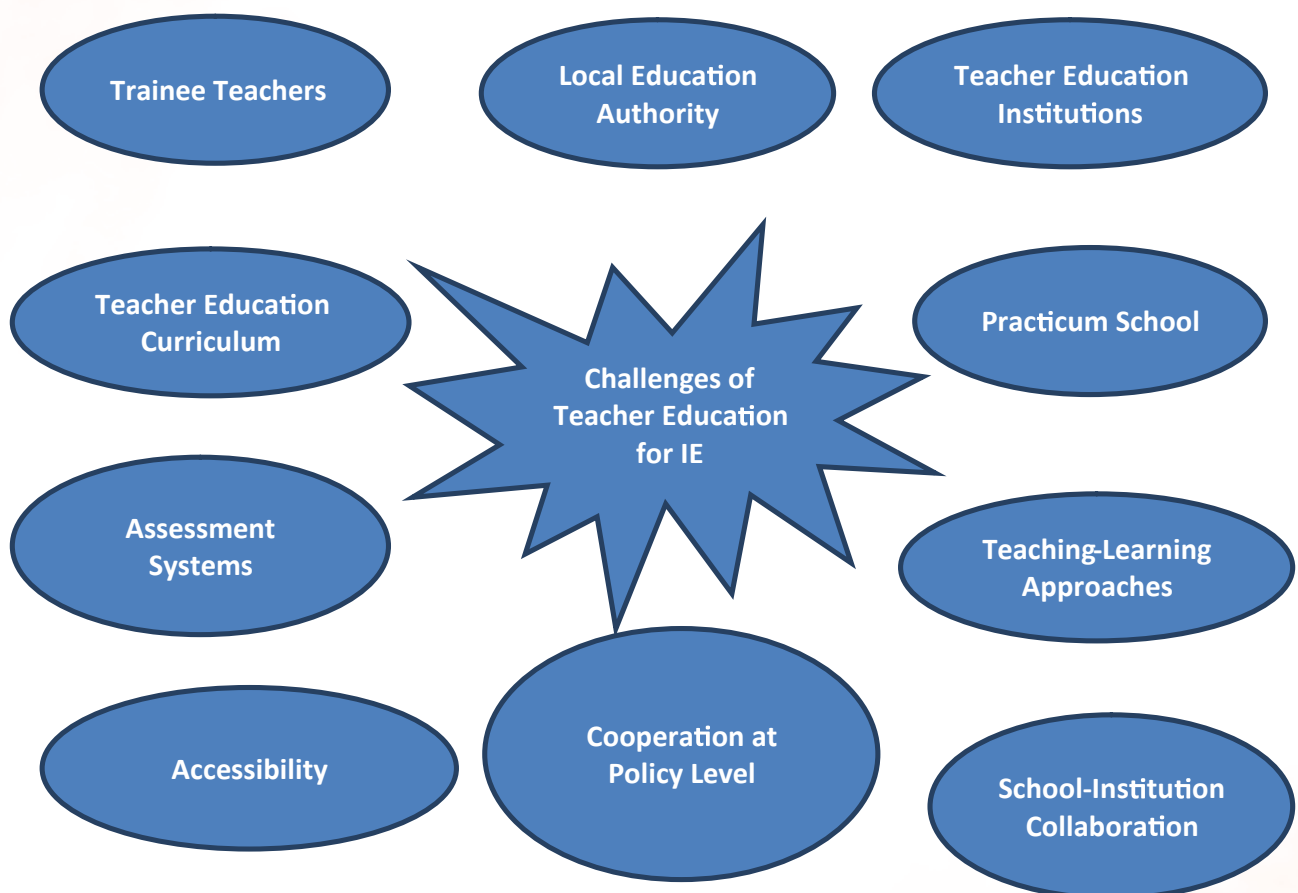 Trainee Teachers
Local Education
Authority
Teacher Education
Institutions
Teacher Education
Curriculum
Challenges of
Teacher Education
for IE
Practicum School
Assessment
Systems
Teaching-Learning
Approaches
Accessibility
Cooperation at
Policy Level
School-Institution
Collaboration